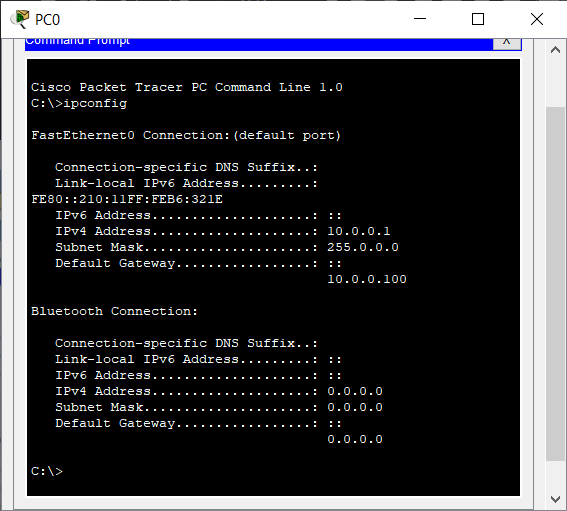 PC0
Command Prompt
X
Cisco Packet Tracer PC Command Line 1.0
C:\>ipconfig
FastEthernet0 Connection:(default port)
Connection-specific DNS Suffix..:
Link-local IPv6 Address.........:
FE80::210:11FF:FEB6:321E
IPv6 Address....................: ::
IPv4 Address....................: 10.0.0.1
Subnet Mask.....................: 255.0.0.0
Default Gateway.................: ::
10.0.0.100
Bluetooth Connection:
Connection-specific DNS Suffix..:
Link-local IPv6 Address.........: ::
IPv6 Address....................: ::
IPv4 Address....................: 0.0.0.0
Subnet Mask.....................: 0.0.0.0
Default Gateway.................: ::
0.0.0.0
C:\>